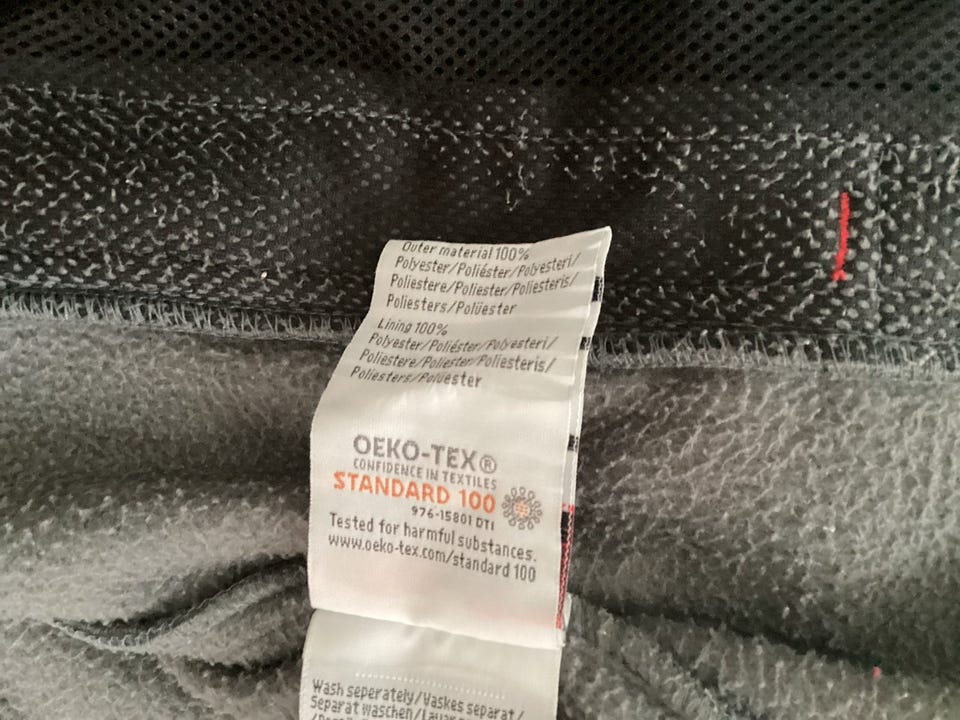 Outer material 100%
Polyester/Poliéster/Polyesteri/
Poliestere/Poliester/Poliesteris/
Poliesters/Polüester
Lining 100%
Polyester/Poliéster/Polyesteri/
Poliestere/Poliester/Poliesteris/
Poliesters/Polüester
OEKO-TEX®
CONFIDENCE IN TEXTILES
STANDARD 100
976-15801 DTI
Tested for harmful substances.
www.oeko-tex.com/standard 100
Wash seperately/Vaskes separat/
Separat waschen/